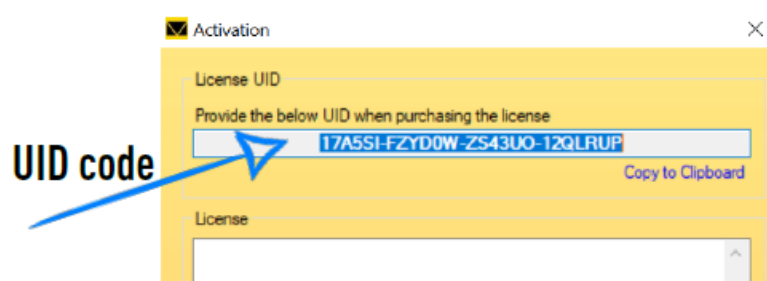 Activation
License UID
Provide the below UID when purchasing the license
17A5SI-FZYD0W-ZS43UO-12QLRUP
UID code
Copy to Clipboard
License